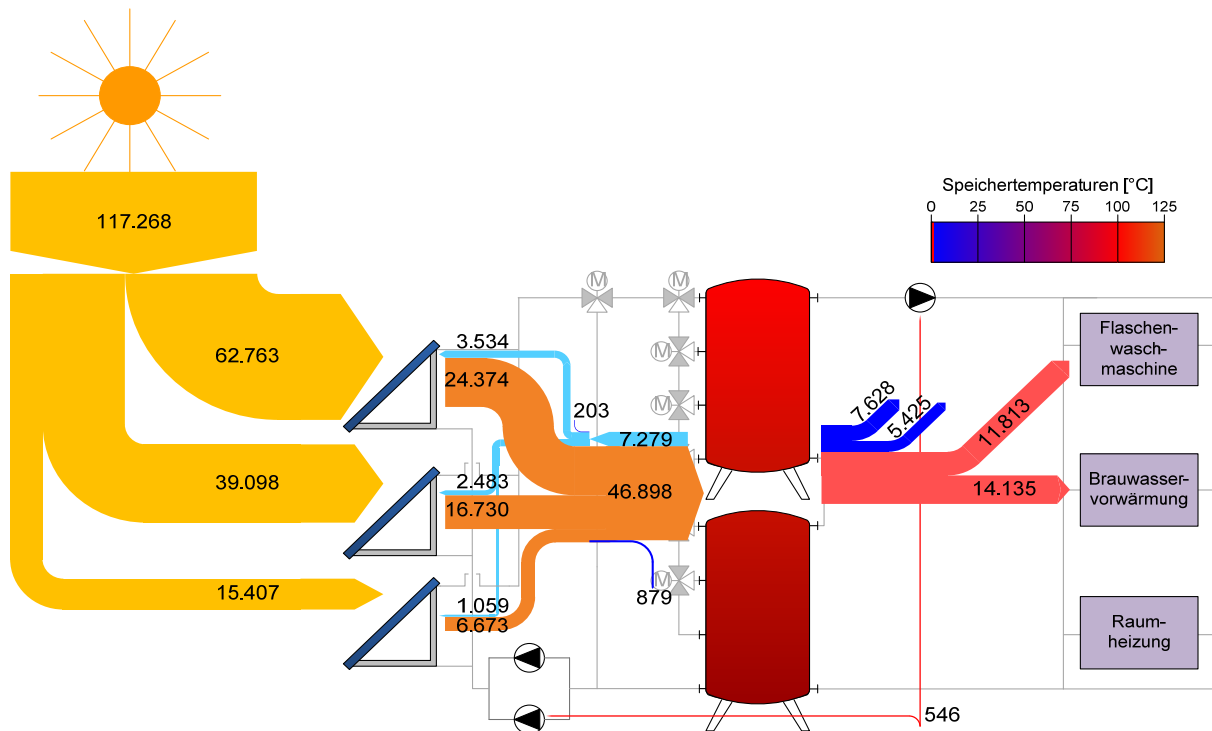 117.268
Speichertemperaturen [°C]
0 25 50 75 100 125
M
M
Flaschen-
wasch-
maschine
62.763
3.534
M
24.374
M
203
7.628
5.425
11.813
7.279
39.098
2.483
46.898
14.135
Brauwasser-
vorwärmung
16.730
15.407
M
879
1.059
6.673
Raum-
heizung
546